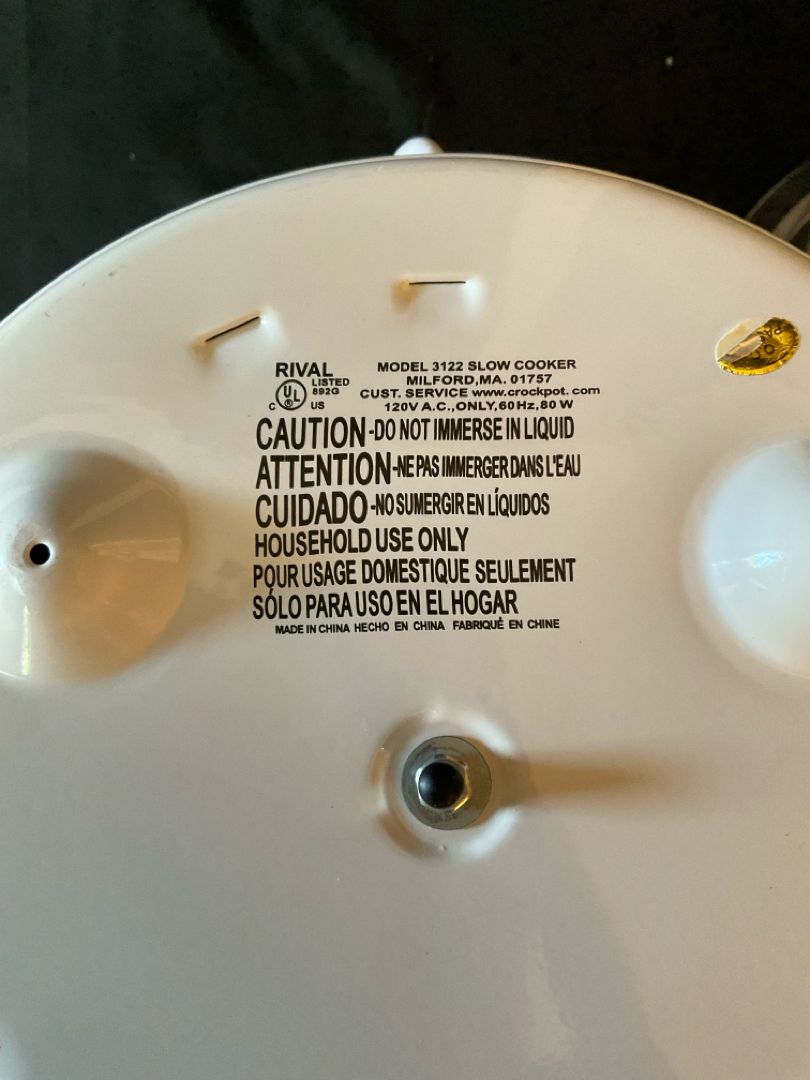 RIVAL
MODEL 3122 SLOW COOKER
LISTED
892G
C UL ® US
MILFORD,MA. 01757
CUST. SERVICE www.crockpot.com
120V A.C.,ONLY,60Hz,80 W
CAUTION-DO NOT IMMERSE IN LIQUID
ATTENTION-NE PAS IMMERGER DANS L'EAU
CUIDADO-NO SUMERGIR EN LÍQUIDOS
HOUSEHOLD USE ONLY
POUR USAGE DOMESTIQUE SEULEMENT
SÓLO PARA USO EN EL HOGAR
MADE IN CHINA HECHO EN CHINA FABRIQUÈ EN CHINE